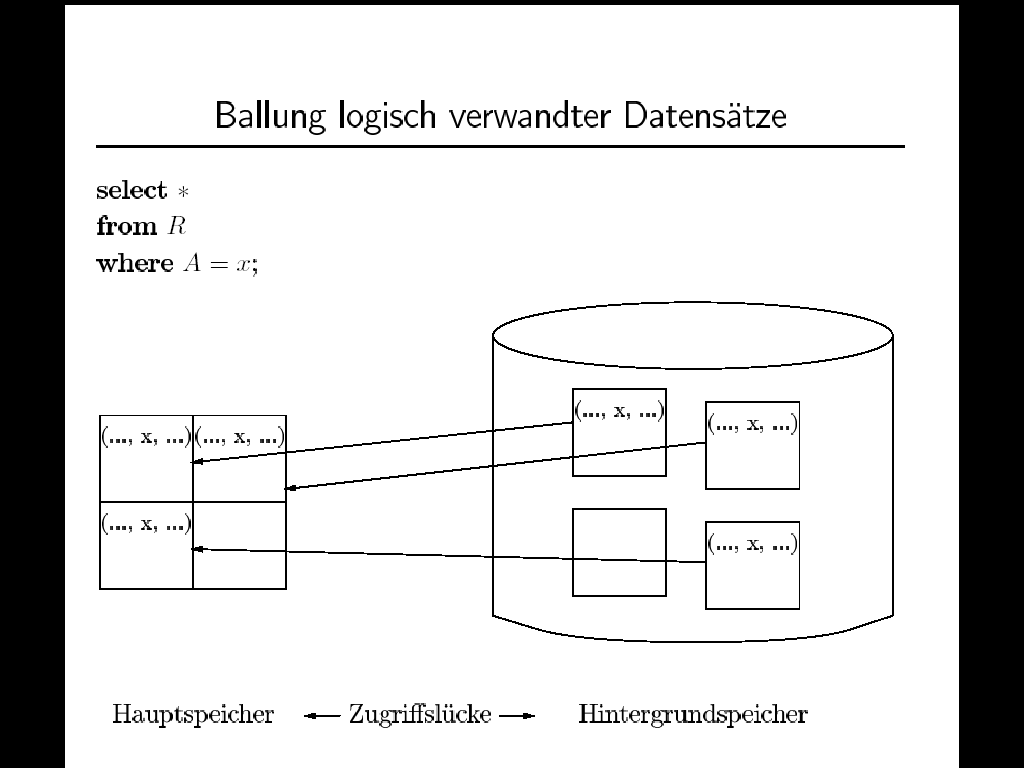 Ballung logisch verwandter Datensätze
select *
from R
where A = x;
(..., x, ...)
(..., x, ...)
(..., x, ...) (..., x, ...)
(..., x, ...)
(..., x, ...)
Hauptspeicher Zugriffslücke Hintergrundspeicher